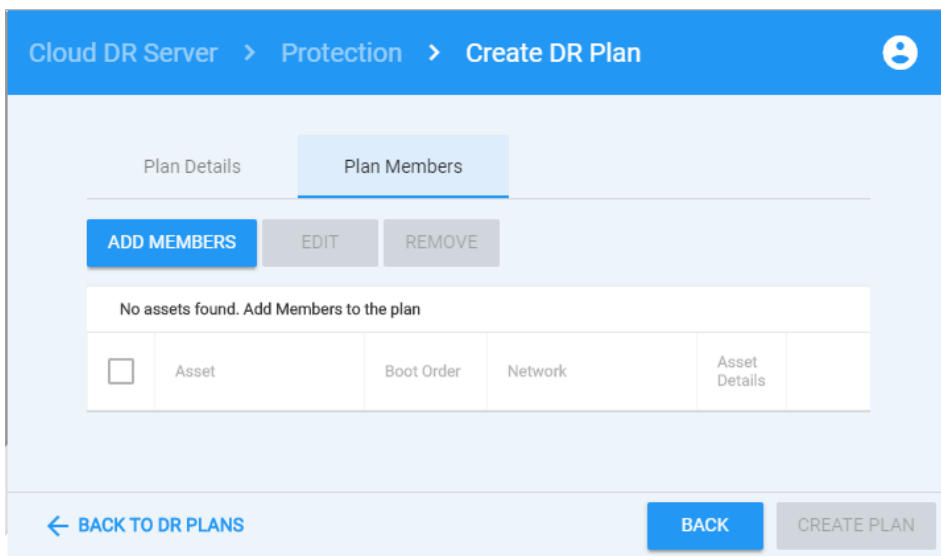 Cloud DR Server > Protection > Create DR Plan
Plan Details
Plan Members
ADD MEMBERS
EDIT
REMOVE
No assets found. Add Members to the plan
Asset
Boot Order
Network
Asset
Details
BACK TO DR PLANS
BACK
CREATE PLAN